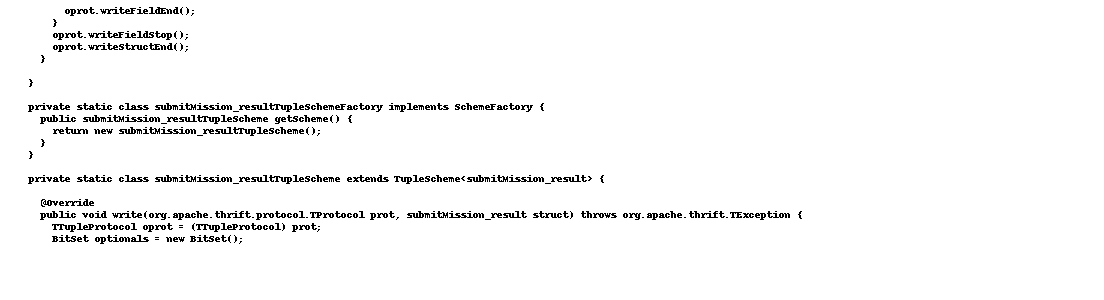 oprot.writeFieldEnd();
}
oprot.writeFieldStop();
oprot.writeStructEnd();
}
}
private static class submitMission_resultTupleSchemeFactory implements SchemeFactory {
public submitMission_resultTupleScheme getScheme() {
return new submitMission_resultTupleScheme();
}
}
private static class submitMission_resultTupleScheme extends TupleScheme<submitMission_result> {
@Override
public void write(org.apache.thrift.protocol.TProtocol prot, submitMission_result struct) throws org.apache.thrift.TException {
TTupleProtocol oprot = (TTupleProtocol) prot;
BitSet optionals = new BitSet();